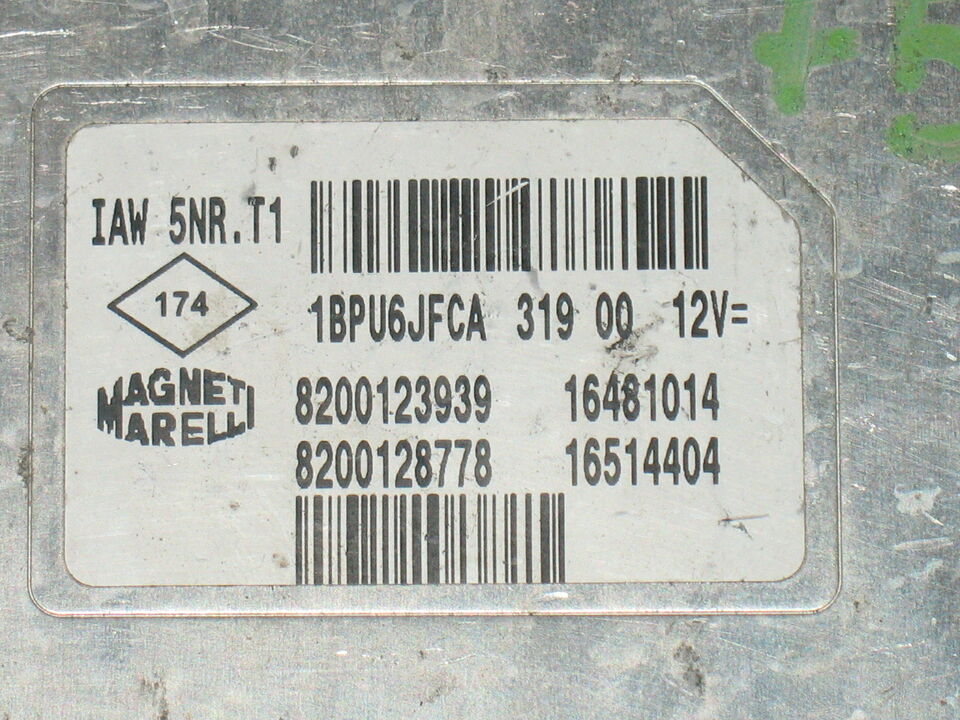 IAW 5NR.T1
174
1BPU6JFCA 319 00 12V=
MAGNETI
MARELLI
8200123939 16481014
8200128778 16514404